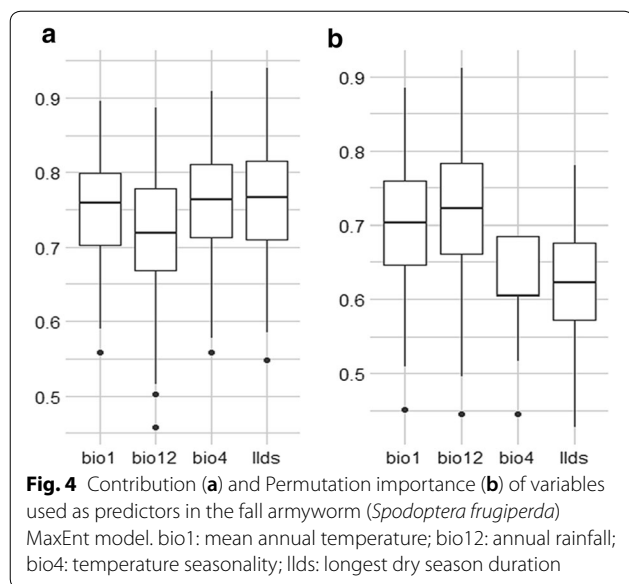 a
0.9
0.8
0.7
0.6
0.5
bio1 bio12 bio4 llds
b
0.9
0.8
0.7
0.6
0.5
bio1 bio12 bio4 llds
Fig. 4 Contribution (a) and Permutation importance (b) of variables
used as predictors in the fall armyworm (Spodoptera frugiperda)
MaxEnt model. bio1: mean annual temperature; bio12: annual rainfall;
bio4: temperature seasonality; llds: longest dry season duration